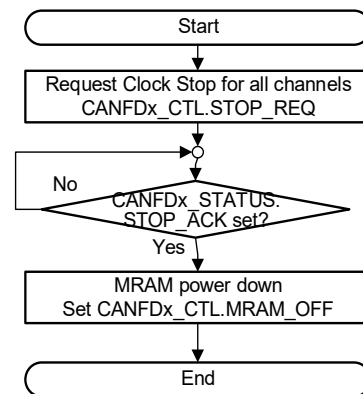 Start
Request Clock Stop for all channels
CANFDx_CTL.STOP_REQ
No
CANFDx_STATUS.
STOP_ACK set?
Yes
MRAM power down
Set CANFDx_CTL.MRAM_OFF
End